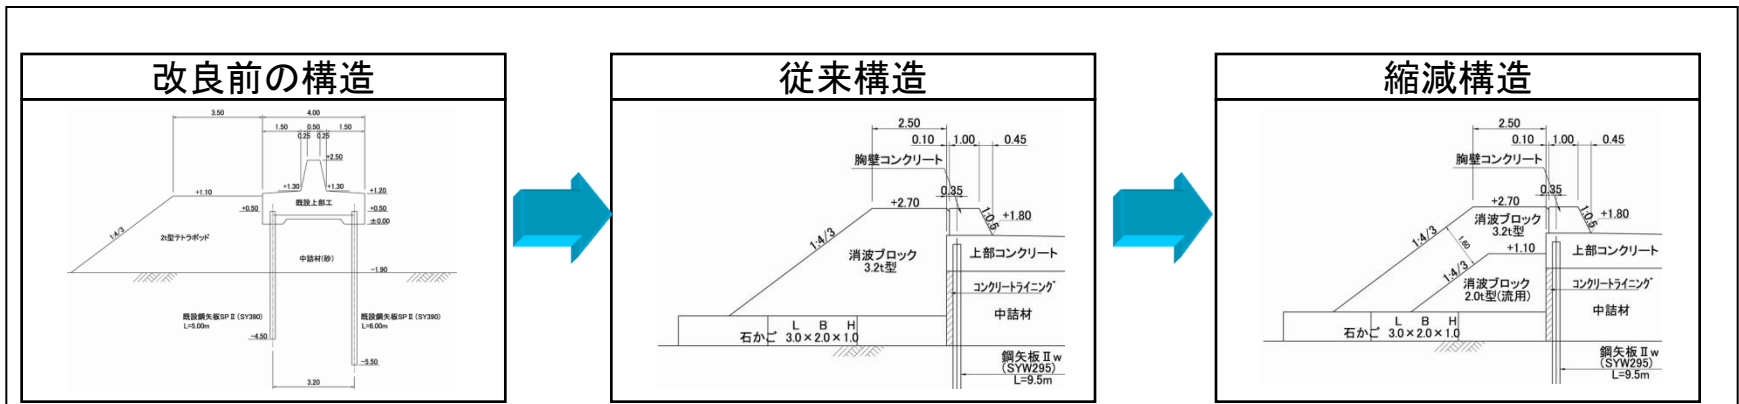 改良前の構造
3.50
4.00
1.50
0.50
1.50
0.25
0.25
+2.50
+1.30
+1.30
+1.10
+1.20
既設上部工
+0.50
+0.50
±0.00
1:4/3
2t型テトラポッド
中詰材(砂)
-1.90
既設鋼矢板SPⅡ(SY390)
L=5.00m
既設鋼矢板SPⅡ(SY390)
L=6.00m
-4.50
-5.50
3.20
従来構造
2.50
0.10
1.00
0.45
胸壁コンクリート
0.35
+2.70
1:0.5
+1.80
1:4/3
消波ブロック
3.2t型
上部コンクリート
コンクリートライニング
中詰材
L B H
石かご 3.0×2.0×1.0
鋼矢板Ⅱw
(SYW295)
L=9.5m
縮減構造
2.50
0.10
1.00
0.45
胸壁コンクリート
0.35
+2.70
1:0.5
+1.80
消波ブロック
3.2t型
1:4/3
1.60
+1.10
上部コンクリート
1:4/3
消波ブロック
2.0t型(流用)
コンクリートライニング
中詰材
L B H
石かご 3.0×2.0×1.0
鋼矢板Ⅱw
(SYW295)
L=9.5m